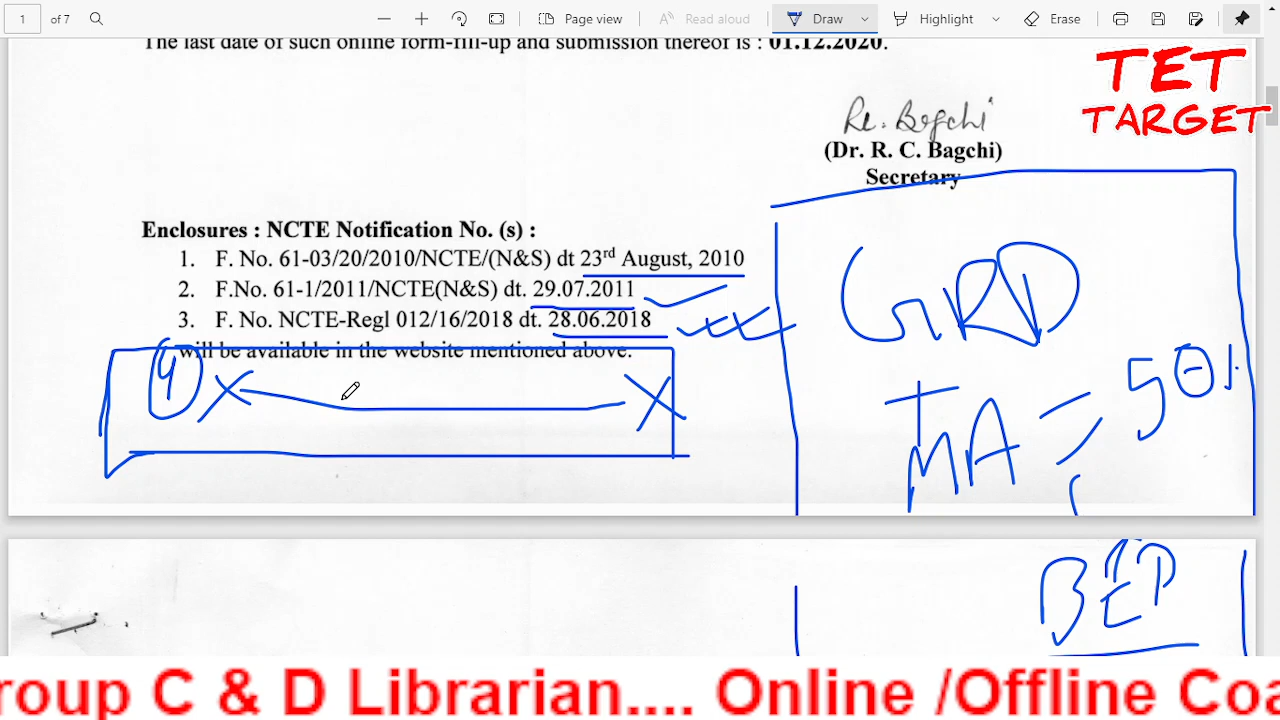 1 of 7 Page view Read aloud Draw Highlight Erase
The last date of such online form-fill-up and submission thereof is : 01.12.2020.
TET
TARGET
Rc. Bagchi
(Dr. R. C. Bagchi)
Secretary
Enclosures : NCTE Notification No. (s) :
1. F. No. 61-03/20/2010/NCTE/(N&S) dt 23rd August, 2010
2. F.No. 61-1/2011/NCTE(N&S) dt. 29.07.2011
3. F. No. NCTE-Regl 012/16/2018 dt. 28.06.2018
will be available in the website mentioned above.
GRD
MA = 50%
roup C & D Librarian.... Online /Offline Coa